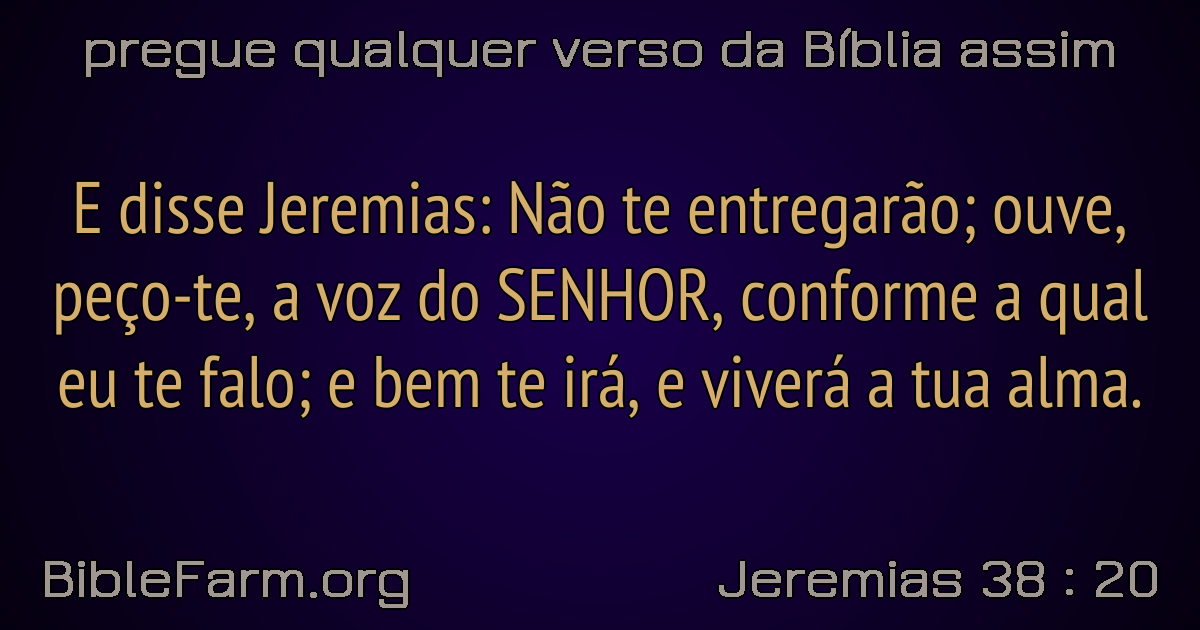 pregue qualquer verso da Bíblia assim
E disse Jeremias: Não te entregarão; ouve,
peço-te, a voz do SENHOR, conforme a qual
eu te falo; e bem te irá, e viverá a tua alma.
BibleFarm.org
Jeremias 38 : 20